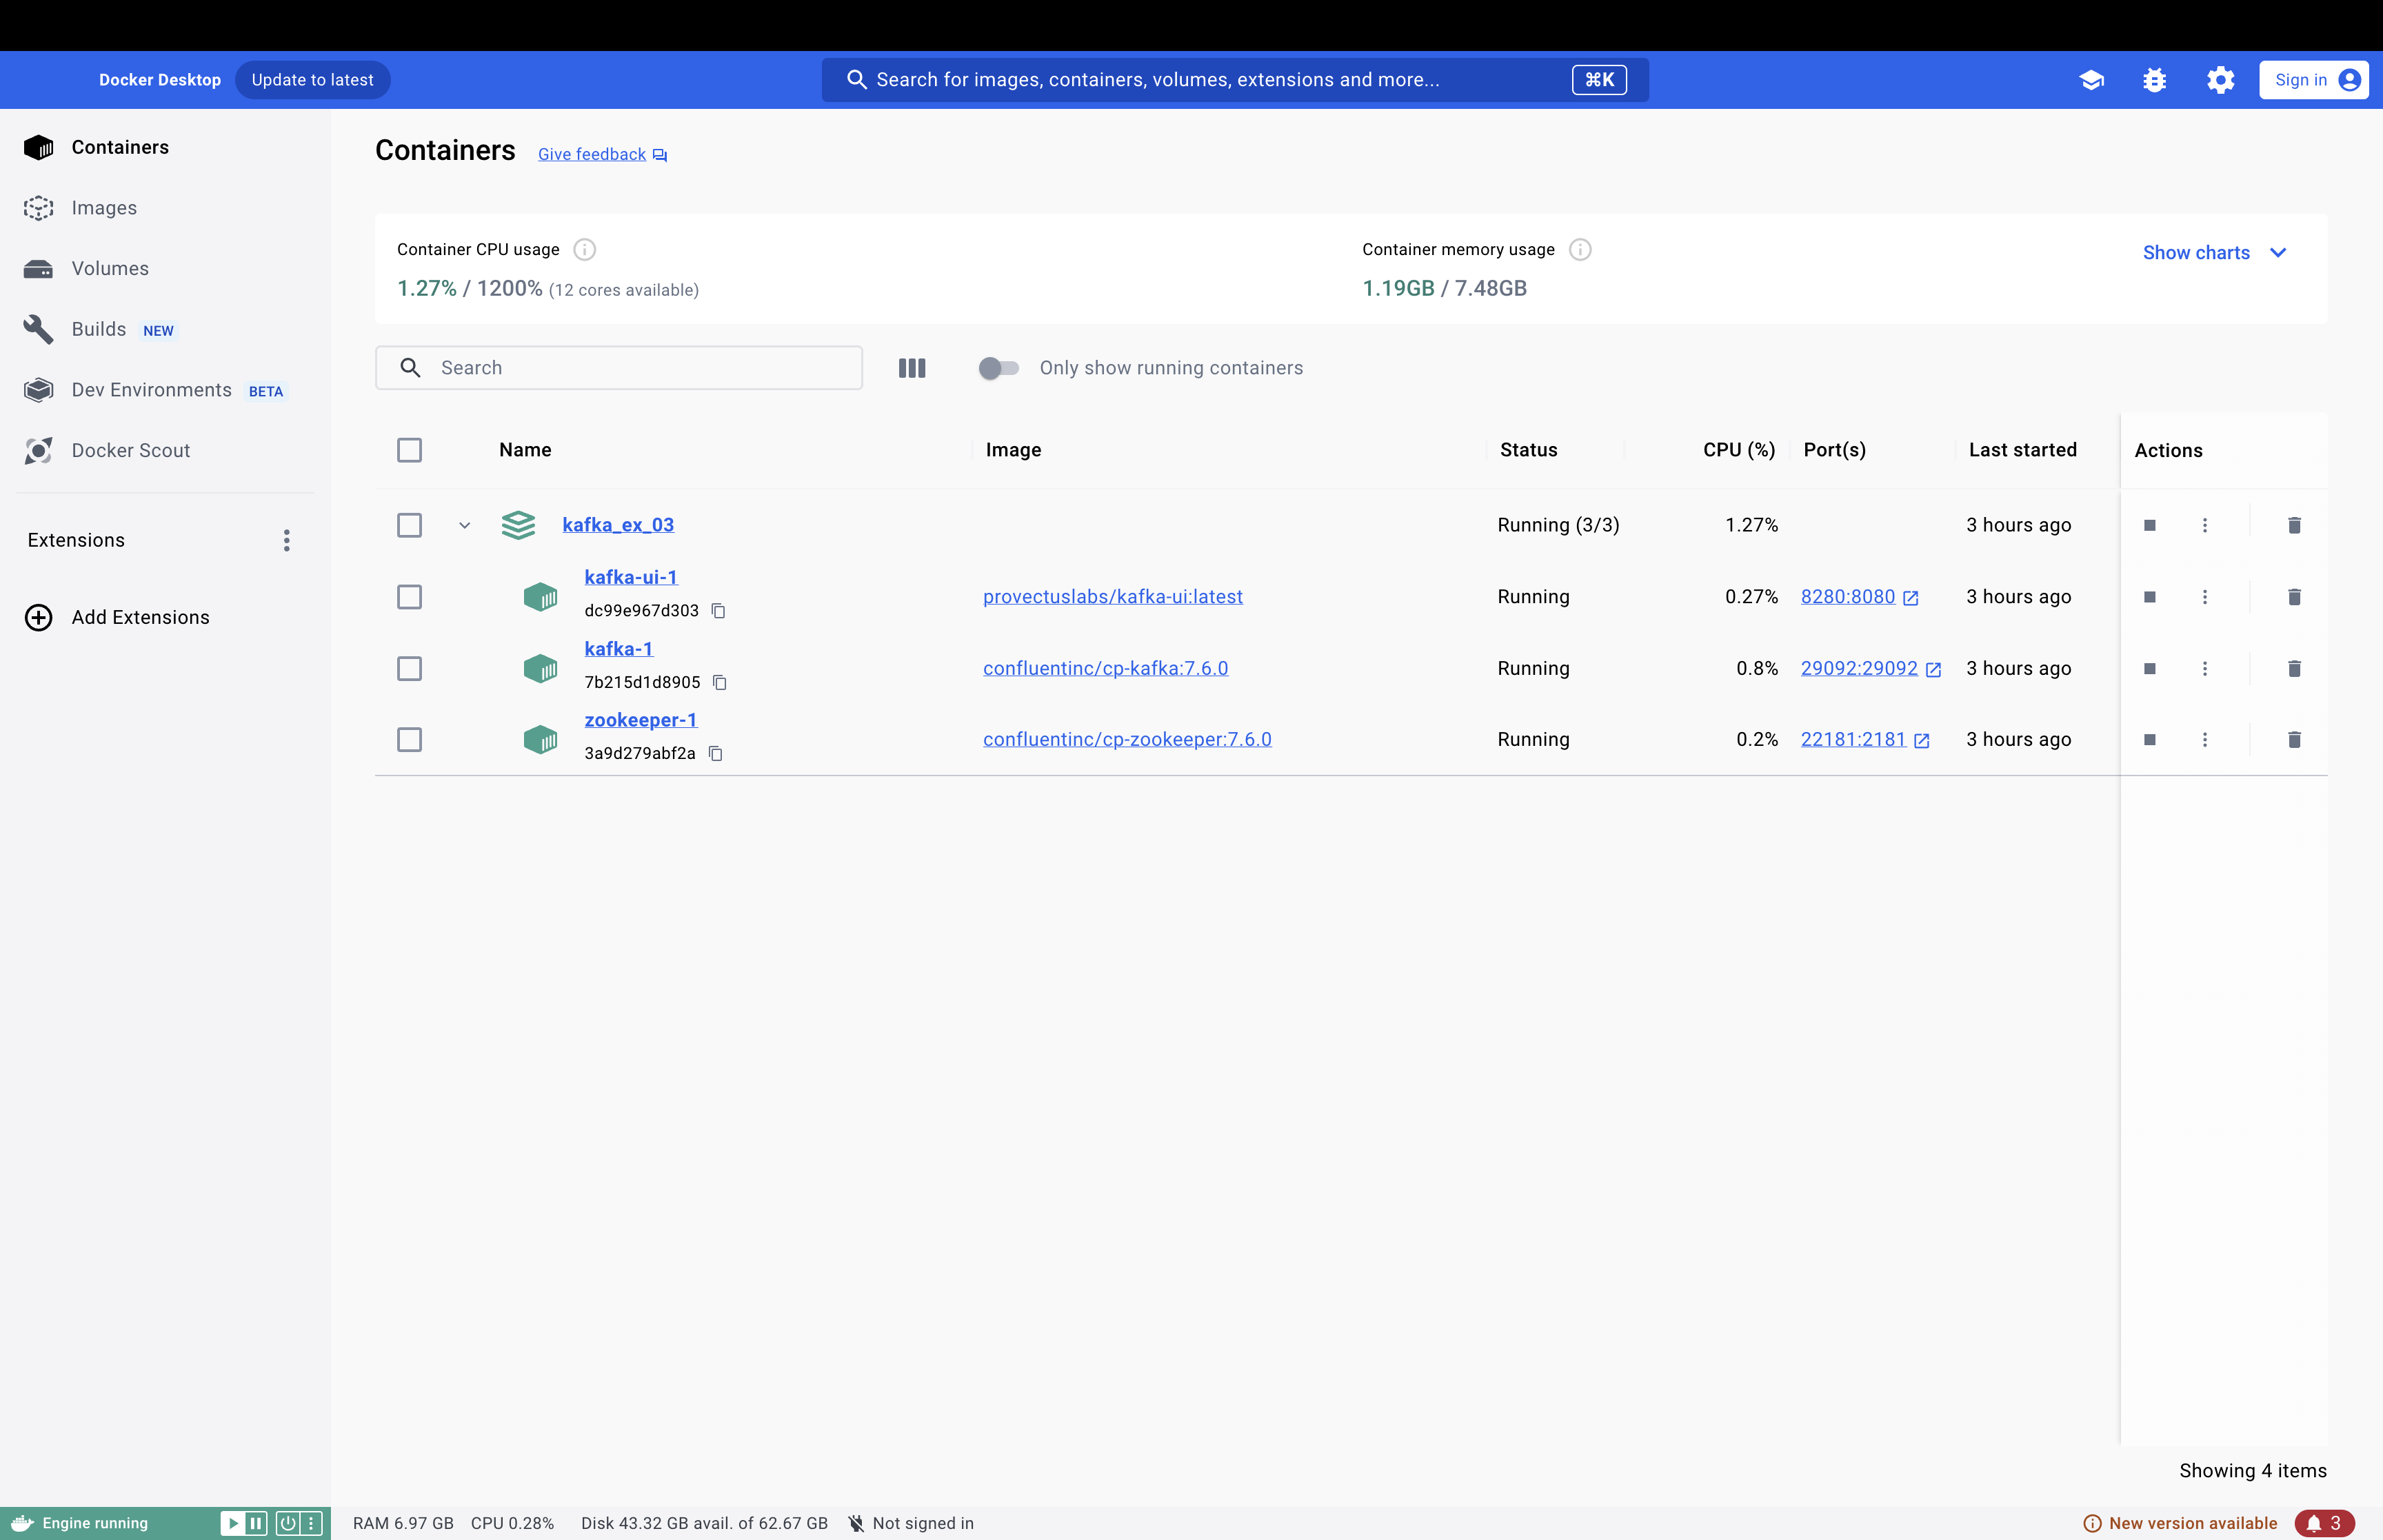 Docker Desktop Update to latest Search for images, containers, volumes, extensions and more... ⌘K Sign in
Containers
Images
Volumes
Builds NEW
Dev Environments BETA
Docker Scout
Extensions
Add Extensions
Containers Give feedback
Container CPU usage
1.27% / 1200% (12 cores available)
Container memory usage
1.19GB / 7.48GB
Show charts
Search Only show running containers
Name Image Status CPU (%) Port(s) Last started Actions
kafka_ex_03 Running (3/3) 1.27% 3 hours ago
kafka-ui-1
dc99e967d303 provectuslabs/kafka-ui:latest Running 0.27% 8280:8080 3 hours ago
kafka-1
7b215d1d8905 confluentinc/cp-kafka:7.6.0 Running 0.8% 29092:29092 3 hours ago
zookeeper-1
3a9d279abf2a confluentinc/cp-zookeeper:7.6.0 Running 0.2% 22181:2181 3 hours ago
Showing 4 items
Engine running RAM 6.97 GB CPU 0.28% Disk 43.32 GB avail. of 62.67 GB Not signed in New version available 3